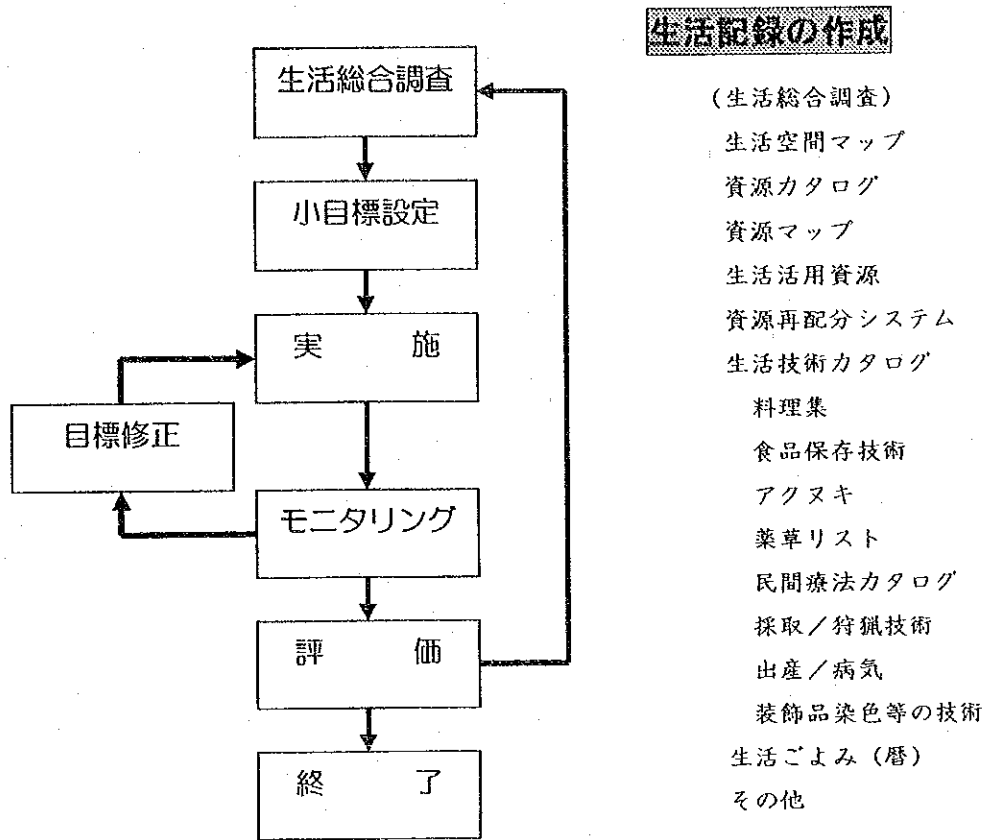 生活記録の作成
生活総合調査
小目標設定
実施
目標修正
モニタリング
評価
終了
(生活総合調査)
生活空間マップ
資源カタログ
資源マップ
生活活用資源
資源再配分システム
生活技術カタログ
料理集
食品保存技術
アクヌキ
薬草リスト
民間療法カタログ
採取/狩猟技術
出産/病気
装飾品染色等の技術
生活ごよみ(暦)
その他